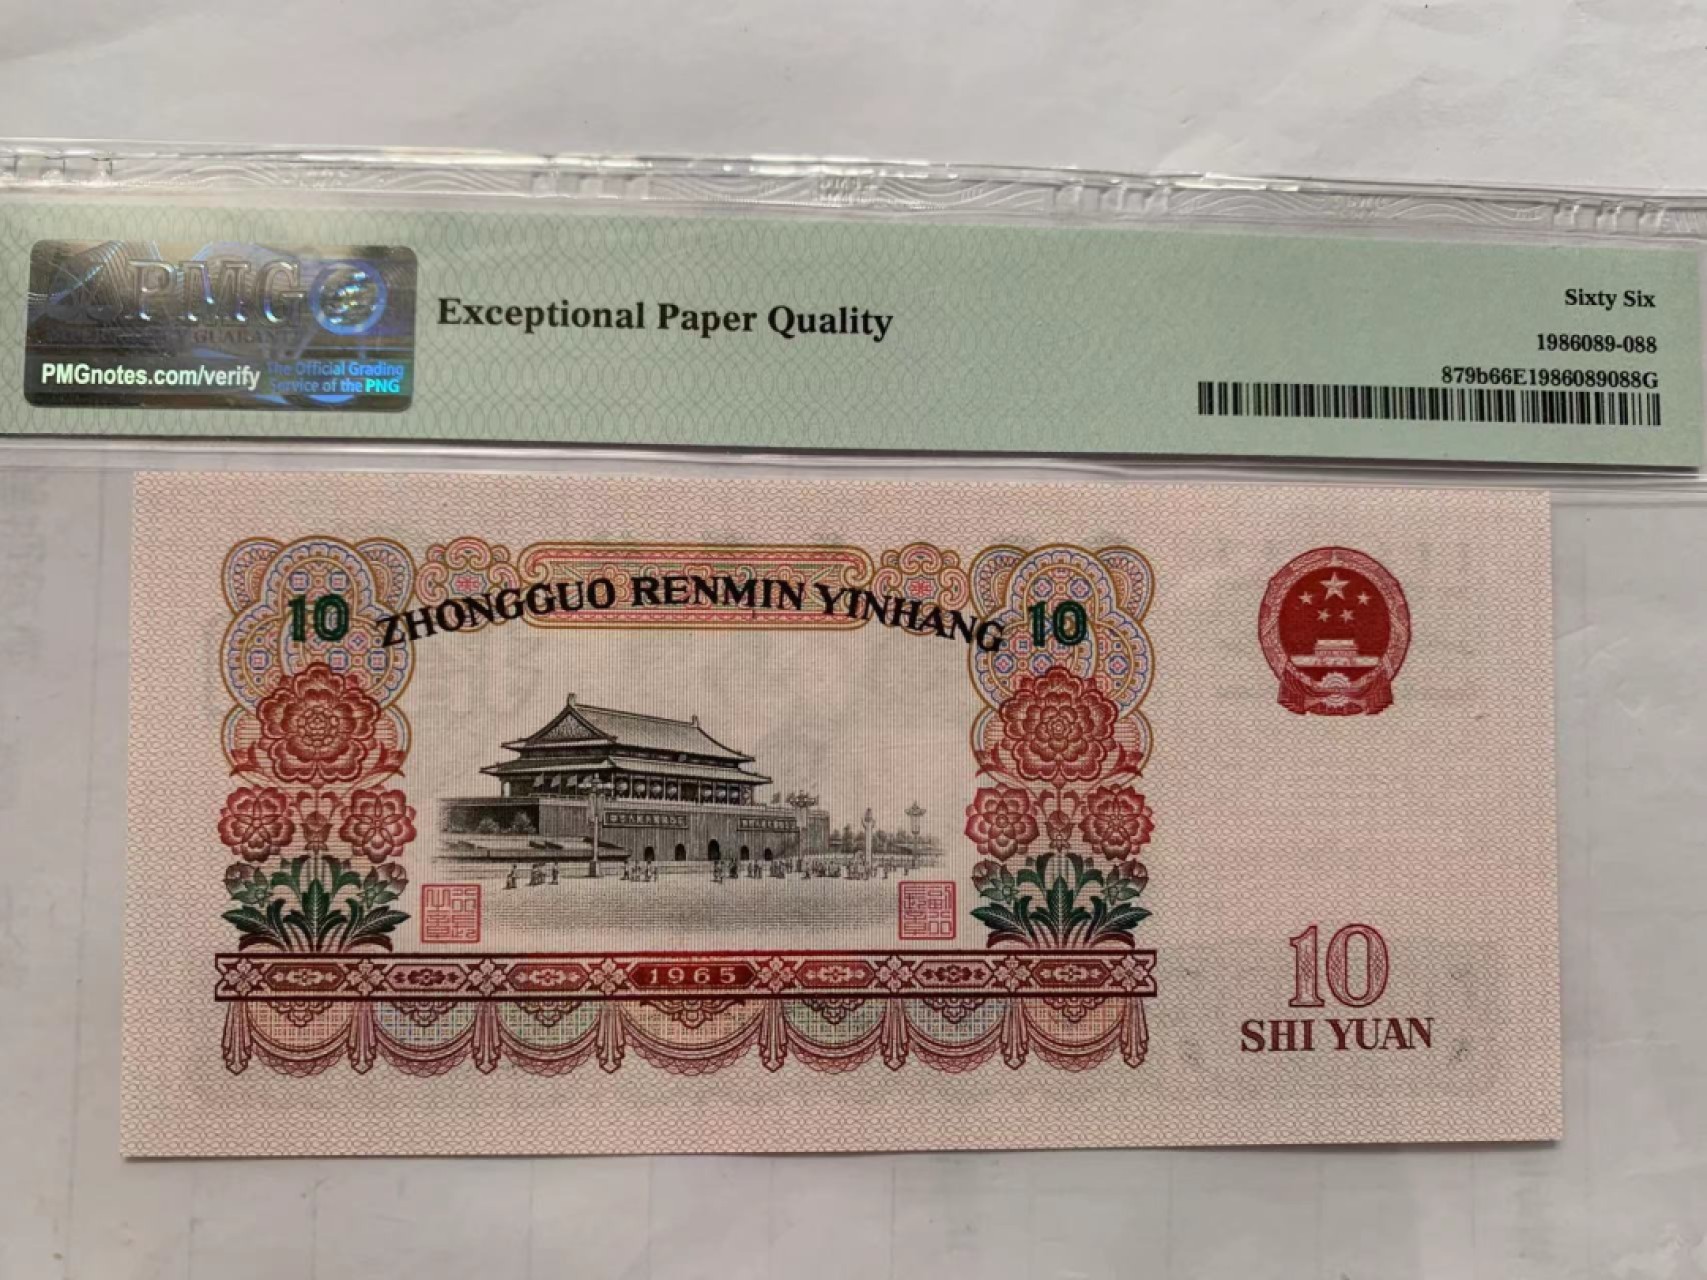 PMG
PMGnotes.com/verify
The Official Grading
Service of the PNG
Exceptional Paper Quality
Sixty Six
1986089-088
879b66E1986089088G
10 ZHONGGUO RENMIN YINHANG 10
1965
10
SHI YUAN